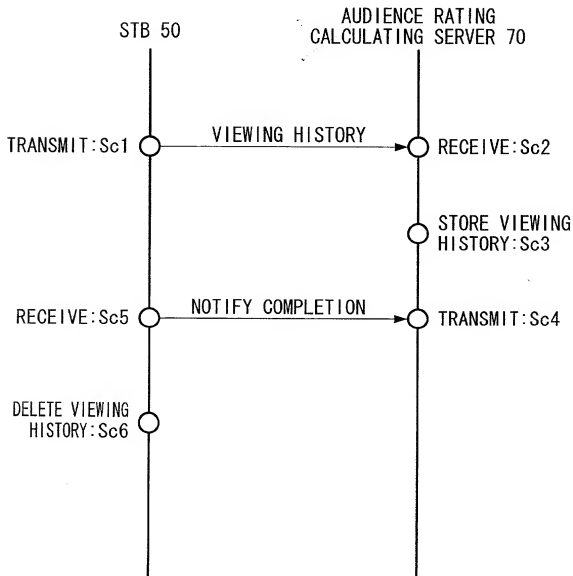 STB 50
AUDIENCE RATING
CALCULATING SERVER 70
TRANSMIT:Sc1
VIEWING HISTORY
RECEIVE:Sc2
STORE VIEWING
HISTORY:Sc3
RECEIVE:Sc5
NOTIFY COMPLETION
TRANSMIT:Sc4
DELETE VIEWING
HISTORY:Sc6